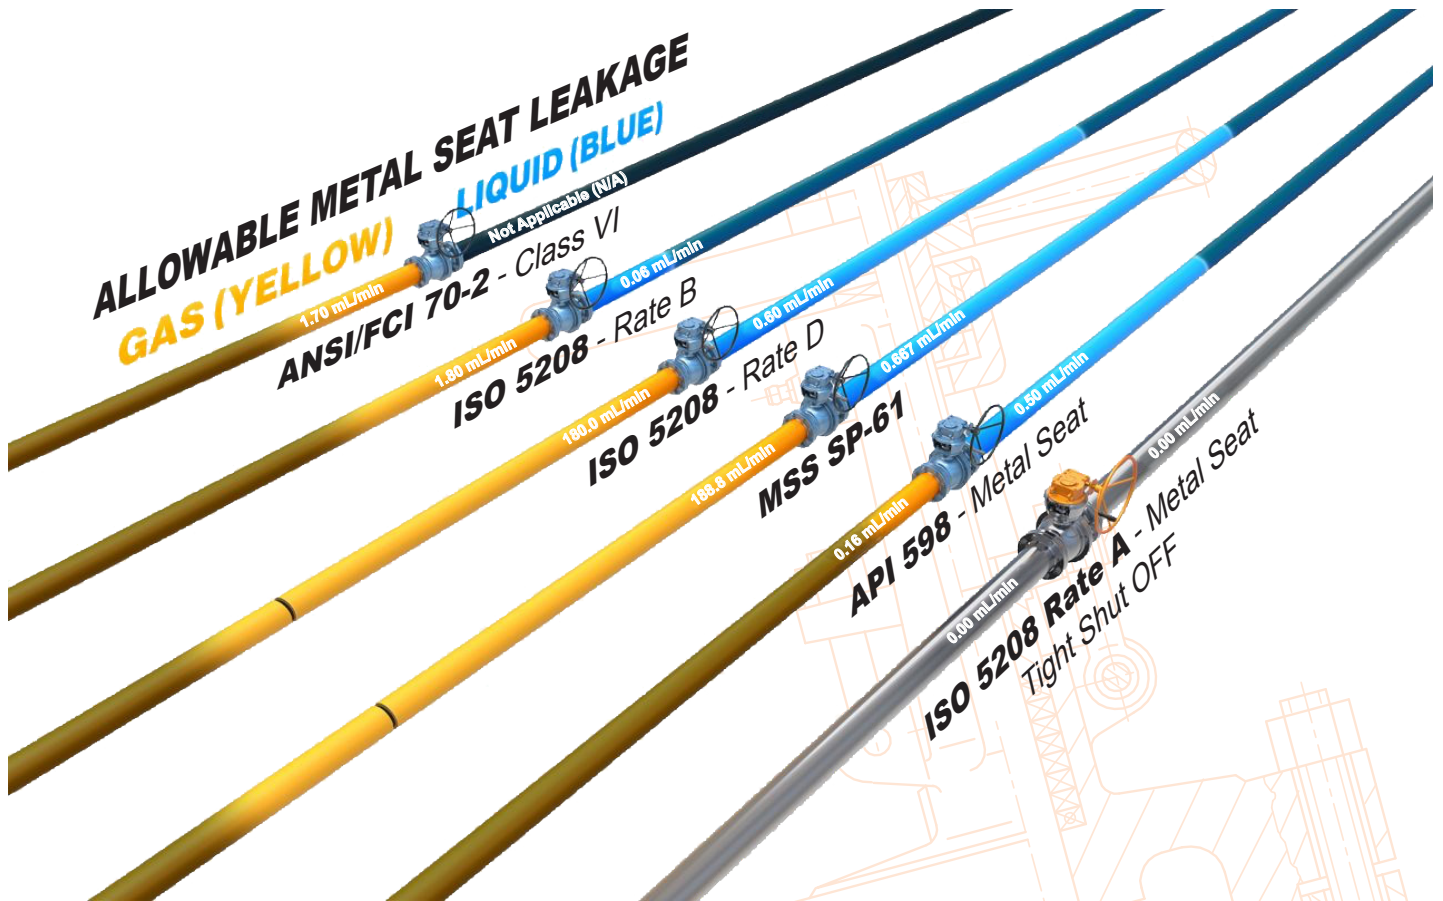 ALLOWABLE METAL SEAT LEAKAGE
GAS (YELLOW)
LIQUID (BLUE)
1.70 mL/min
Not Applicable (N/A)
ANSI/FCI 70-2 - Class VI
1.80 mL/min
0.06 mL/min
ISO 5208 - Rate B
180.0 mL/min
0.60 mL/min
ISO 5208 - Rate D
188.8 mL/min
0.667 mL/min
MSS SP-61
0.16 mL/min
0.50 mL/min
API 598 - Metal Seat
0.00 mL/min
0.00 mL/min
ISO 5208 Rate A - Metal Seat
Tight Shut OFF